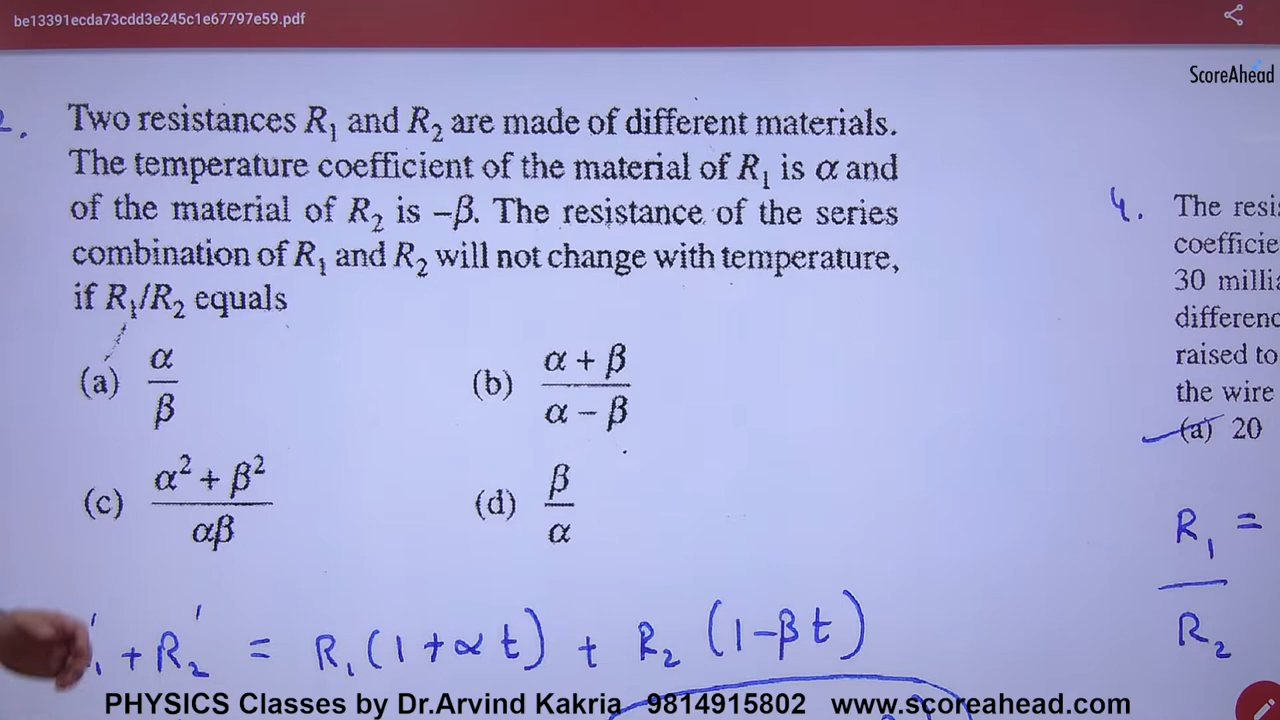 be13391ecda73cdd3e245c1e67797e59.pdf
ScoreAhead
2. Two resistances R₁ and R₂ are made of different materials.
The temperature coefficient of the material of R₁ is α and
of the material of R₂ is −β. The resistance of the series
combination of R₁ and R₂ will not change with temperature,
if R₁/R₂ equals
(a) α/β
(b) α + β / α − β
(c) α² + β² / αβ
(d) β/α
+ R₂' = R₁(1+αt) + R₂(1−βt)
4. The
coefficie
30
differenc
raised to
the wire
(a) 20
R₁ =
R₂
PHYSICS Classes by Dr.Arvind Kakria 9814915802 www.scoreahead.com